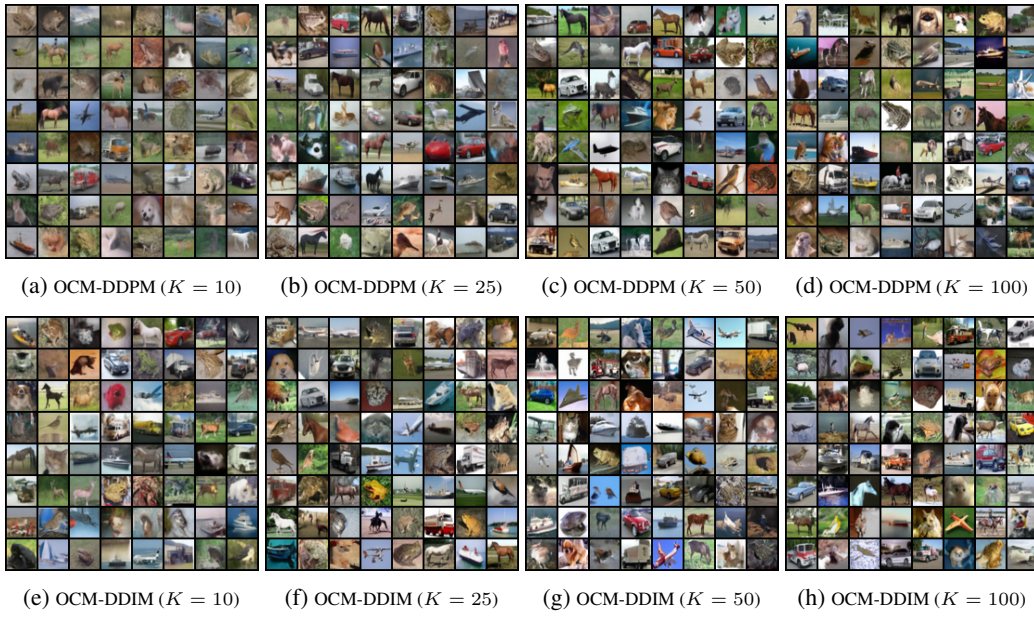 (a) OCM-DDPM (K = 10)
(b) OCM-DDPM (K = 25)
(c) OCM-DDPM (K = 50)
(d) OCM-DDPM (K = 100)
(e) OCM-DDIM (K = 10)
(f) OCM-DDIM (K = 25)
(g) OCM-DDIM (K = 50)
(h) OCM-DDIM (K = 100)